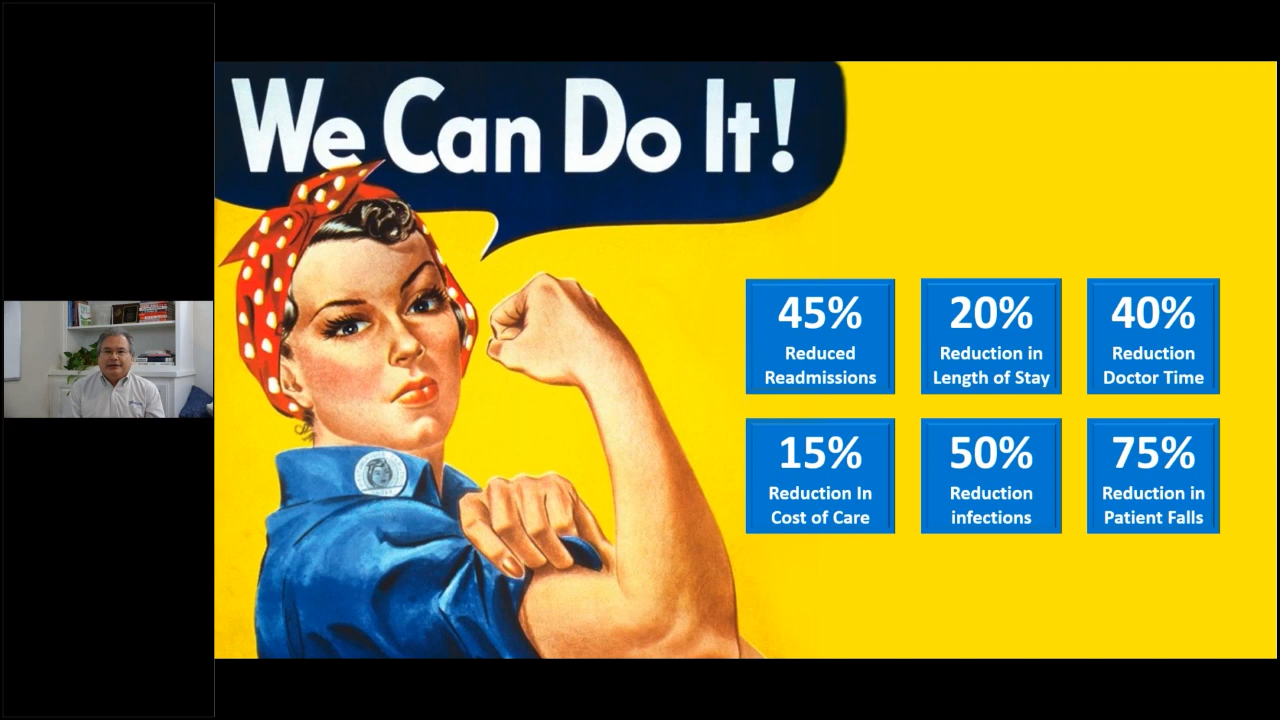 We Can Do It!
45%
Reduced
Readmissions
20%
Reduction in
Length of Stay
40%
Reduction
Doctor Time
15%
Reduction In
Cost of Care
50%
Reduction
infections
75%
Reduction in
Patient Falls